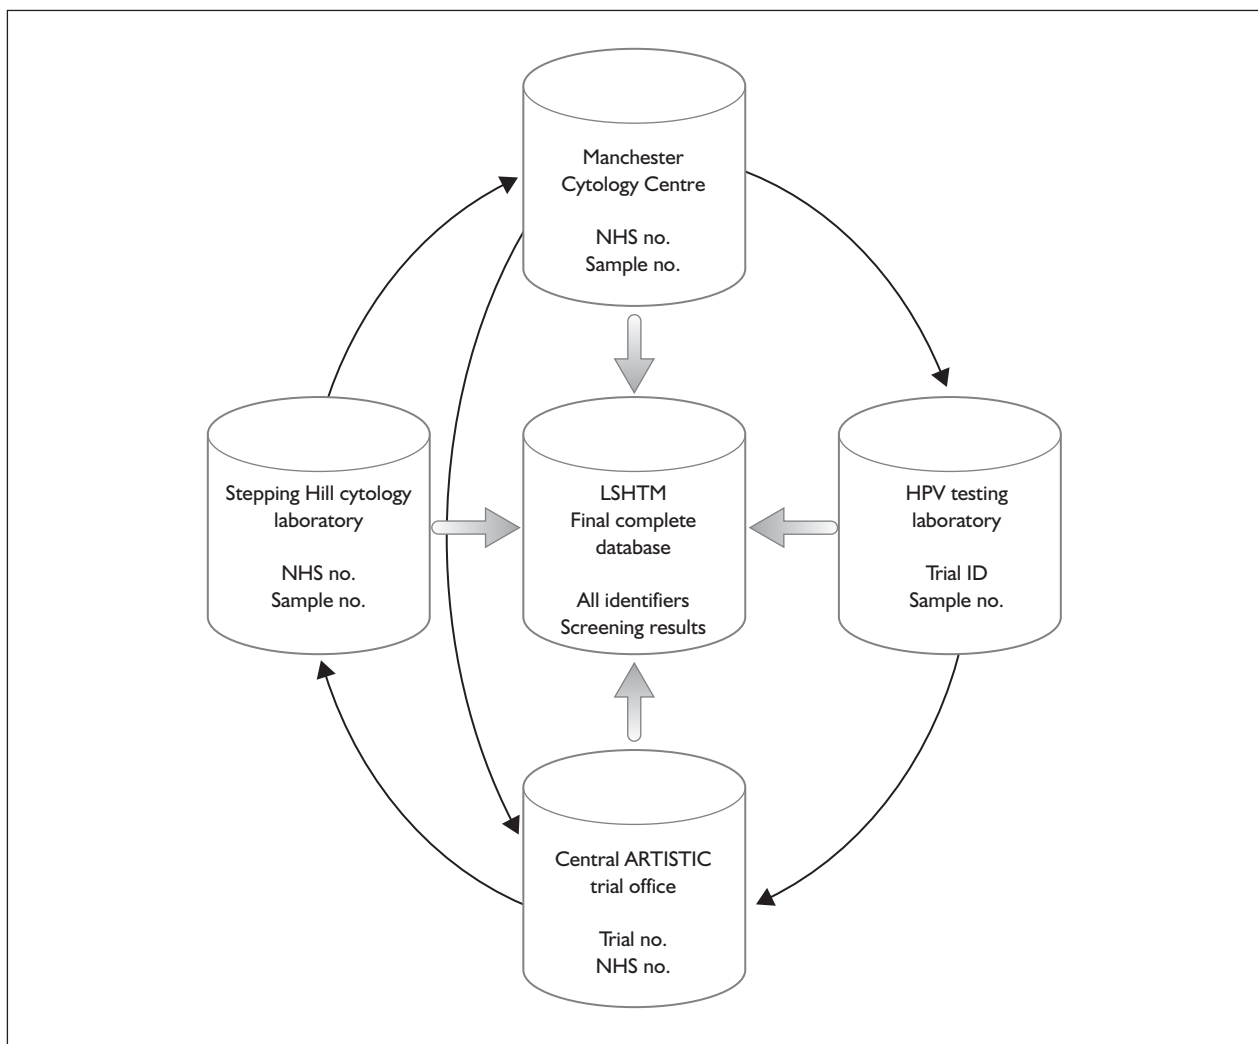 Manchester
Cytology Centre
NHS no.
Sample no.
Stepping Hill cytology
laboratory
NHS no.
Sample no.
LSHTM
Final complete
database
All identifiers
Screening results
HPV testing
laboratory
Trial ID
Sample no.
Central ARTISTIC
trial office
Trial no.
NHS no.